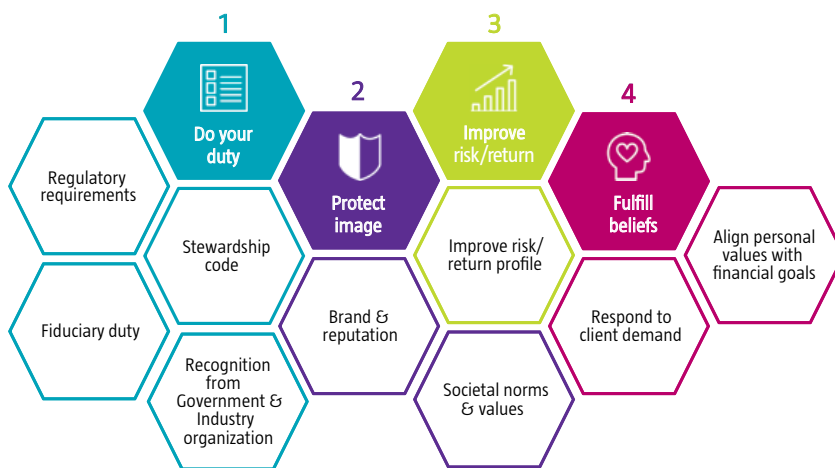 1
Do your
duty
Regulatory
requirements
Stewardship
code
Fiduciary duty
Recognition
from
Government &
Industry
organization
2
Protect
image
Brand &
reputation
Societal norms
& values
3
Improve
risk/return
Improve risk/
return profile
4
Fulfill
beliefs
Respond to
client demand
Align personal
values with
financial goals